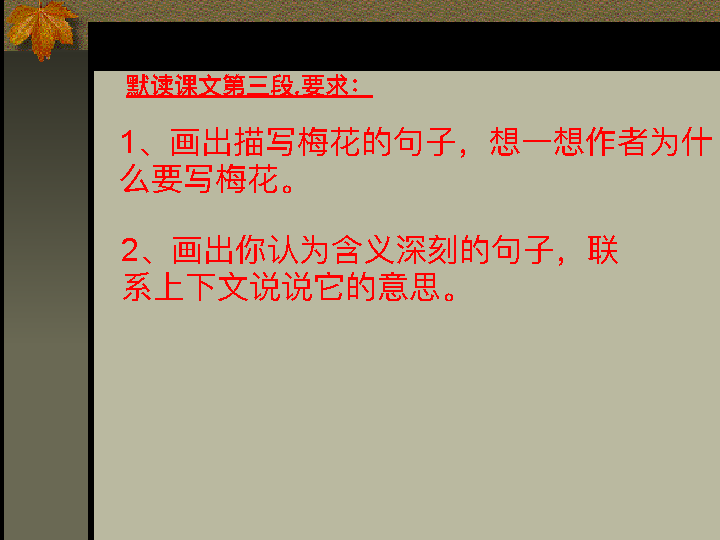 默读课文第三段,要求：
1、画出描写梅花的句子，想一想作者为什
么要写梅花。
2、画出你认为含义深刻的句子，联
系上下文说说它的意思。